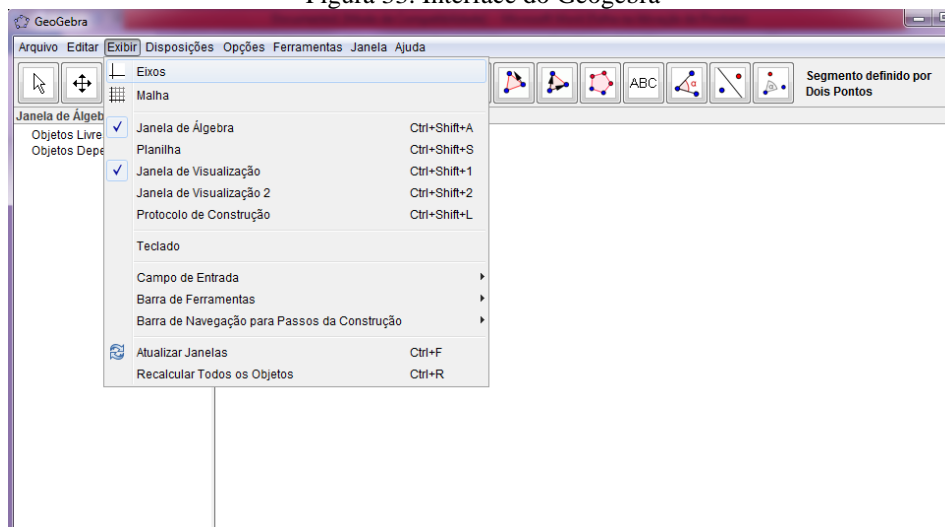 Figura 33: Interface do Geogebra
GeoGebra
Arquivo Editar Exibir Disposições Opções Ferramentas Janela Ajuda
ABC
Segmento definido por
Dois Pontos
Janela de Álgeb
Objetos Livre
Objetos Depe
Eixos
Malha
Janela de Álgebra Ctrl+Shift+A
Planilha Ctrl+Shift+S
Janela de Visualização Ctrl+Shift+1
Janela de Visualização 2 Ctrl+Shift+2
Protocolo de Construção Ctrl+Shift+L
Teclado
Campo de Entrada
Barra de Ferramentas
Barra de Navegação para Passos da Construção
Atualizar Janelas Ctrl+F
Recalcular Todos os Objetos Ctrl+R